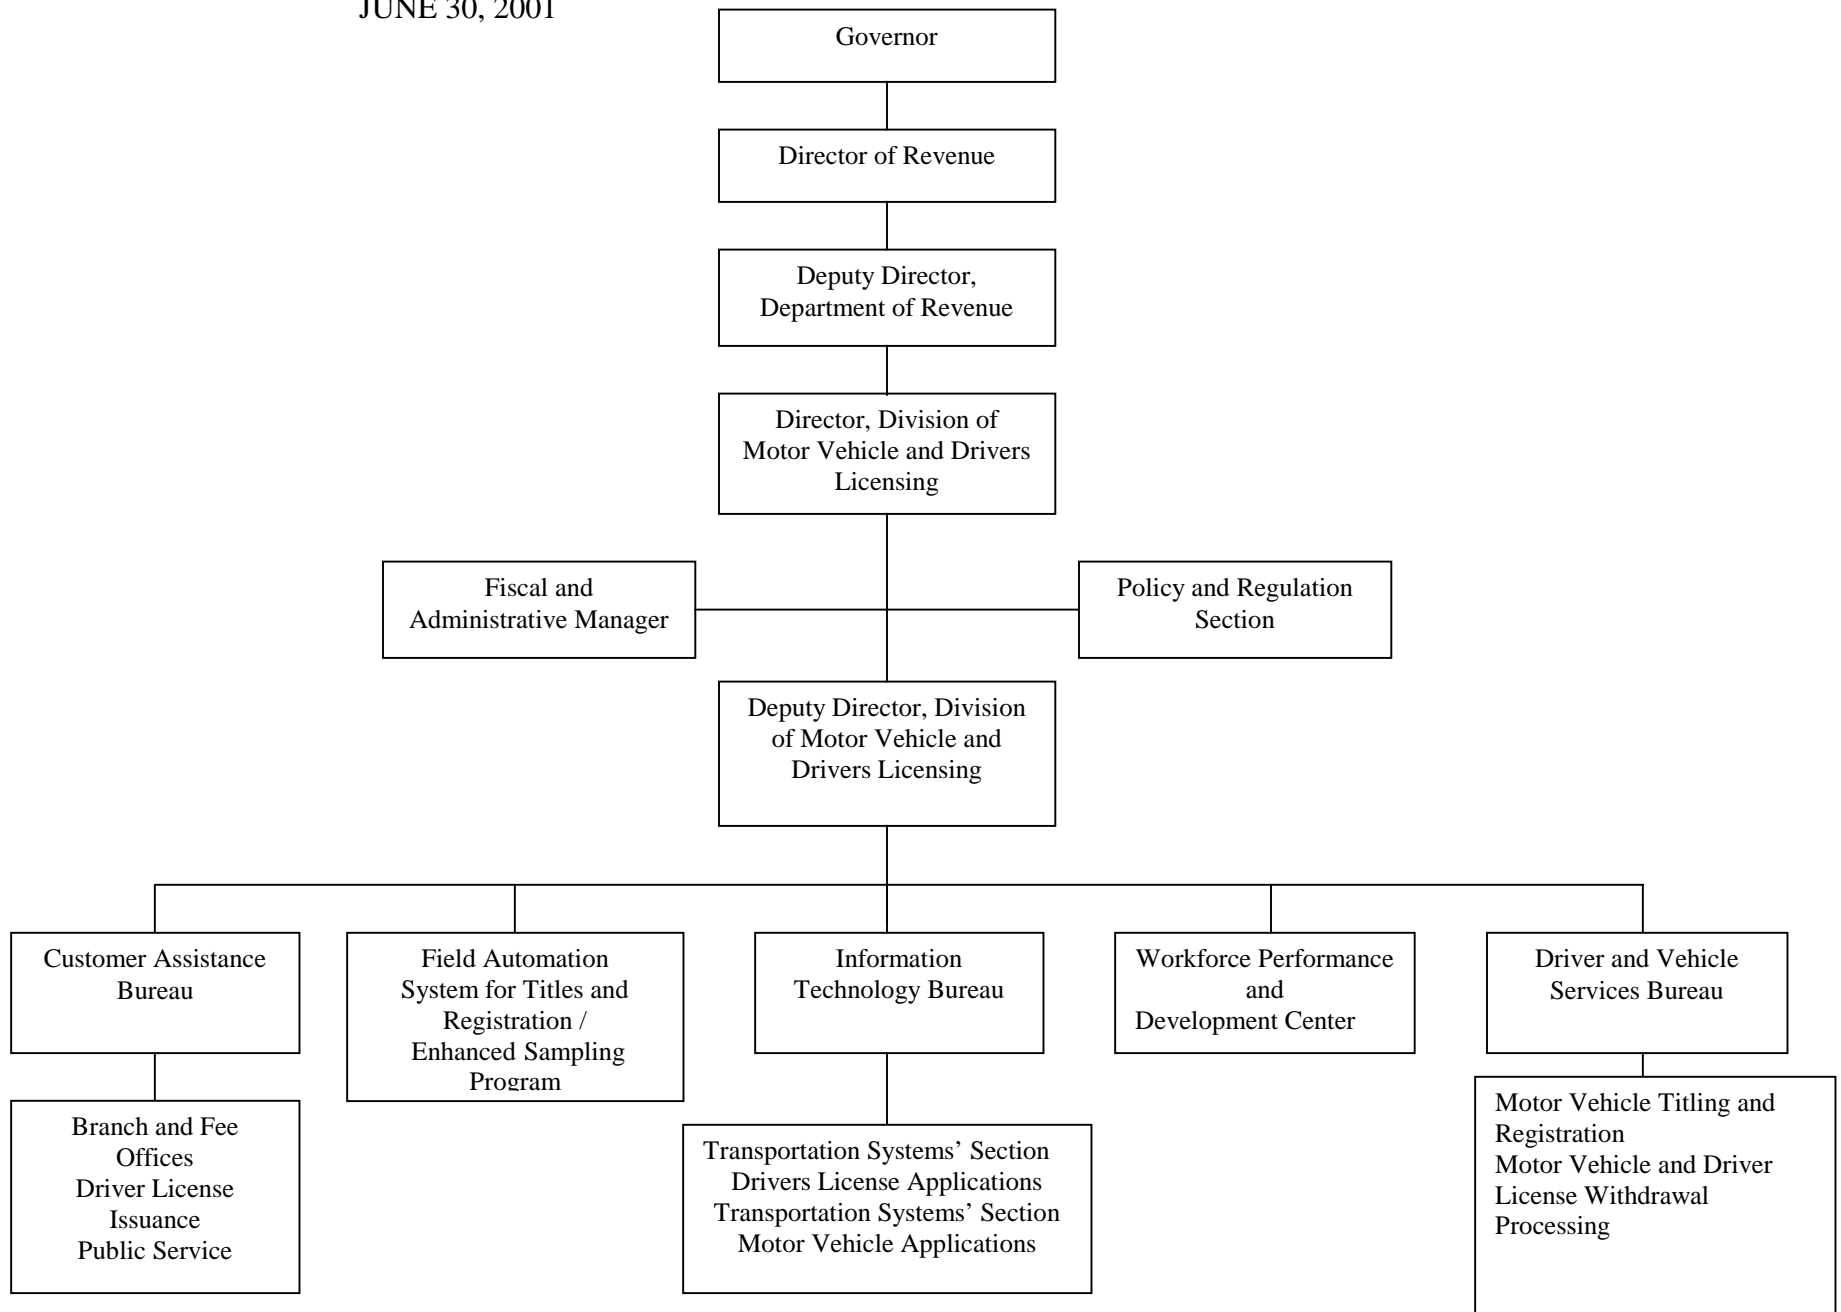 JUNE 30, 2001
Governor
Director of Revenue
Deputy Director,
Department of Revenue
Director, Division of
Motor Vehicle and Drivers
Licensing
Fiscal and
Administrative Manager
Policy and Regulation
Section
Deputy Director, Division
of Motor Vehicle and
Drivers Licensing
Customer Assistance
Bureau
Field Automation
System for Titles and
Registration /
Enhanced Sampling
Program
Information
Technology Bureau
Workforce Performance
and
Development Center
Driver and Vehicle
Services Bureau
Branch and Fee
Offices
Driver License
Issuance
Public Service
Transportation Systems’ Section
Drivers License Applications
Transportation Systems’ Section
Motor Vehicle Applications
Motor Vehicle Titling and
Registration
Motor Vehicle and Driver
License Withdrawal
Processing